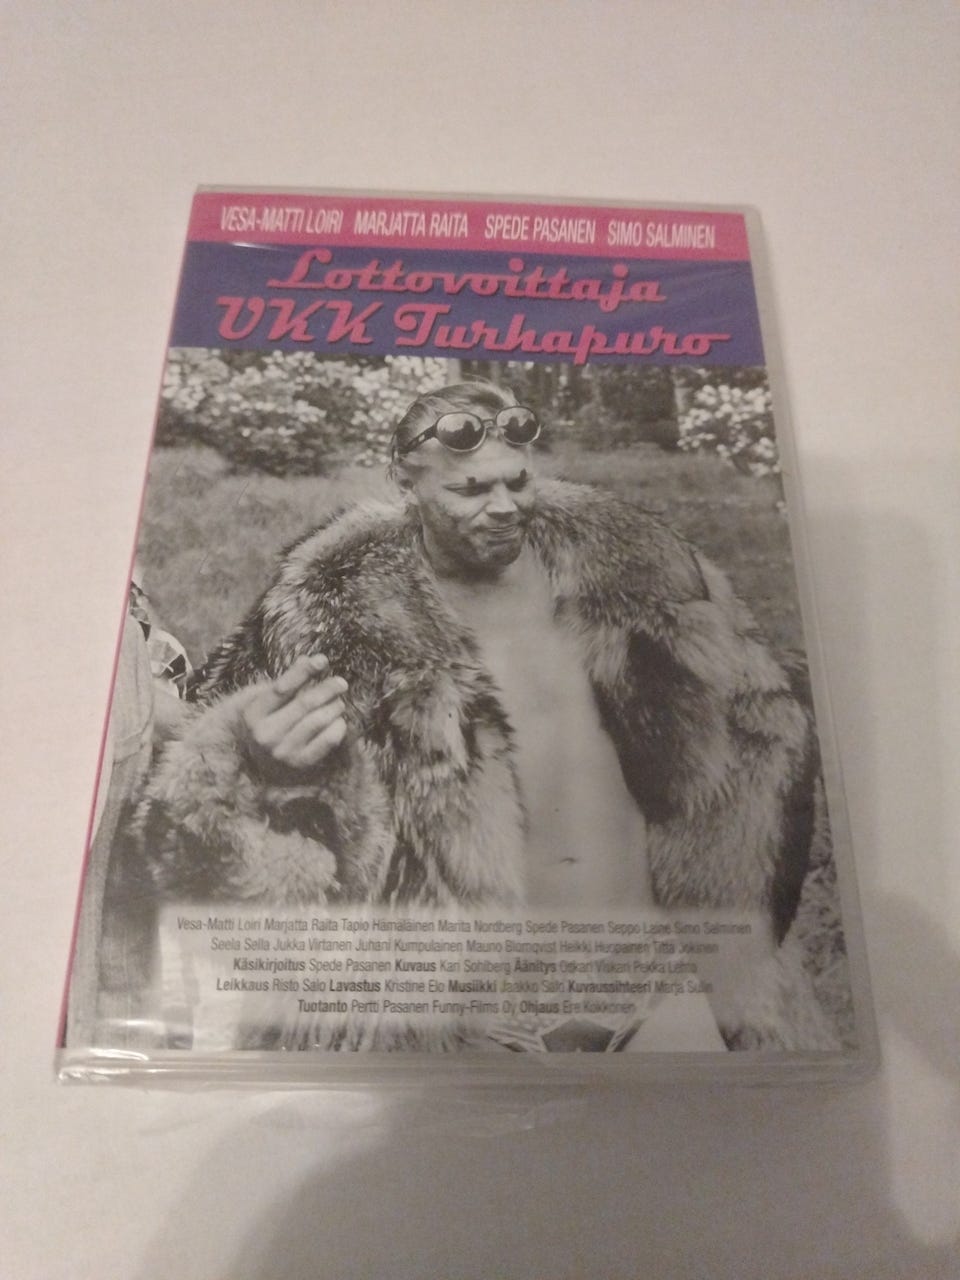 VESA-MATTI LOIRI MARJATTA RAITA SPEDE PASANEN SIMO SALMINEN
Lottovoittaja
UKK Turhapuro
Vesa-Matti Loiri Marjatta Raita Tapio Hämäläinen Marita Nordberg Spede Pasanen Seppo Laine Simo Salminen
Seela Sella Jukka Virtanen Juhani Kumpulainen Mauno Blomqvist Heikki Huopainen Titta Jokinen
Käsikirjoitus Spede Pasanen Kuvaus Kari Sohlberg Äänitys Oskari Viskari Pekka Lehto
Leikkaus Risto Salo Lavastus Kristine Elo Musiikki Jaakko Salo Kuvaussihteeri Marja Sulin
Tuotanto Pertti Pasanen Funny-Films Oy Ohjaus Ere Kokkonen